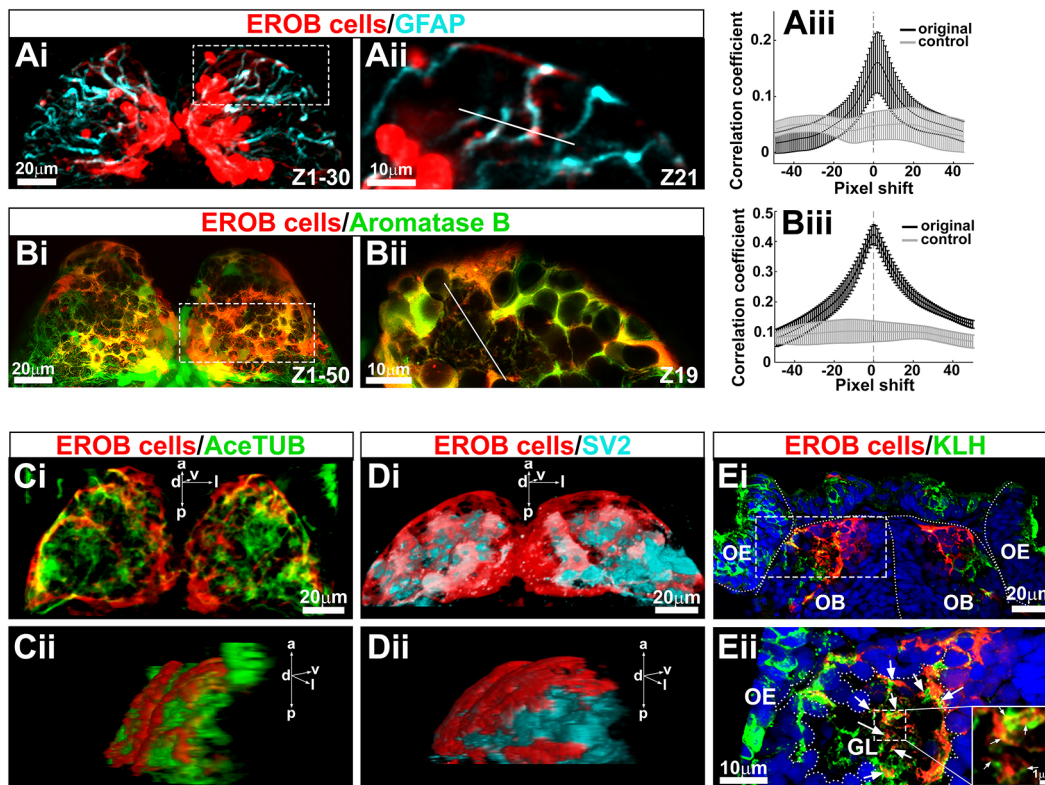 EROB cells/GFAP
Ai
20μm
Z1-30
Aii
10μm
Z21
Aiii
original
control
Correlation coefficient
0.2
0.1
0
-40 -20 0 20 40
Pixel shift
EROB cells/Aromatase B
Bi
20μm
Z1-50
Bii
10μm
Z19
Biii
original
control
Correlation coefficient
0.5
0.4
0.3
0.2
0.1
0
-40 -20 0 20 40
Pixel shift
EROB cells/AceTUB
Ci
a
v
d
l
p
20μm
EROB cells/SV2
Di
a
v
d
l
p
20μm
EROB cells/KLH
Ei
OE
OE
OB
OB
20μm
Cii
a
v
d
l
p
Dii
a
v
d
l
p
Eii
OE
GL
10μm